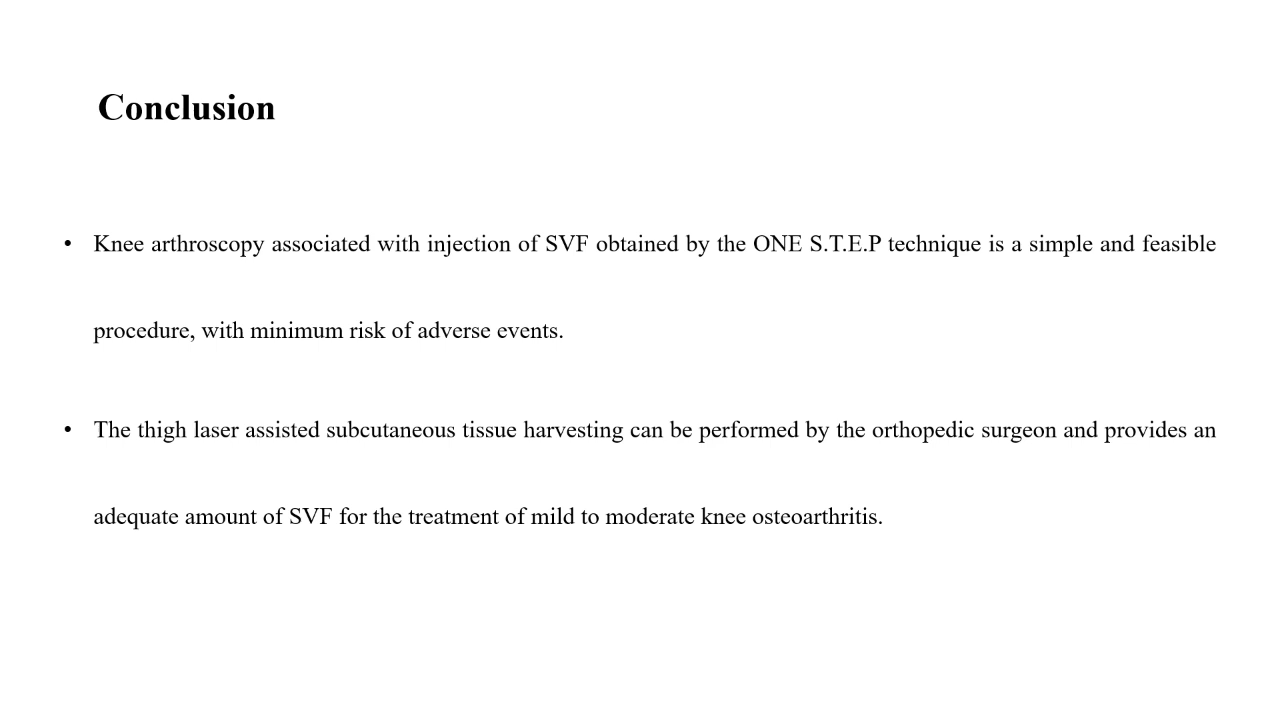 Conclusion
• Knee arthroscopy associated with injection of SVF obtained by the ONE S.T.E.P technique is a simple and feasible
procedure, with minimum risk of adverse events.
• The thigh laser assisted subcutaneous tissue harvesting can be performed by the orthopedic surgeon and provides an
adequate amount of SVF for the treatment of mild to moderate knee osteoarthritis.